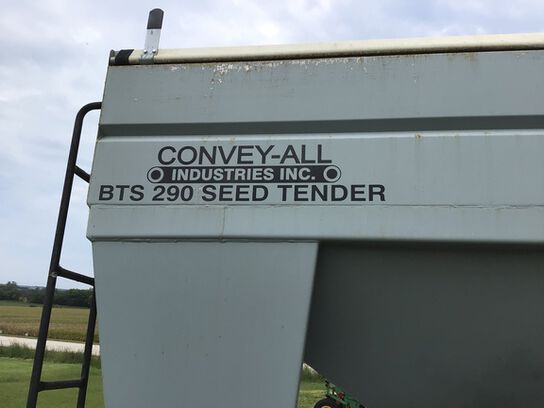 CONVEY-ALL
INDUSTRIES INC.
BTS 290 SEED TENDER